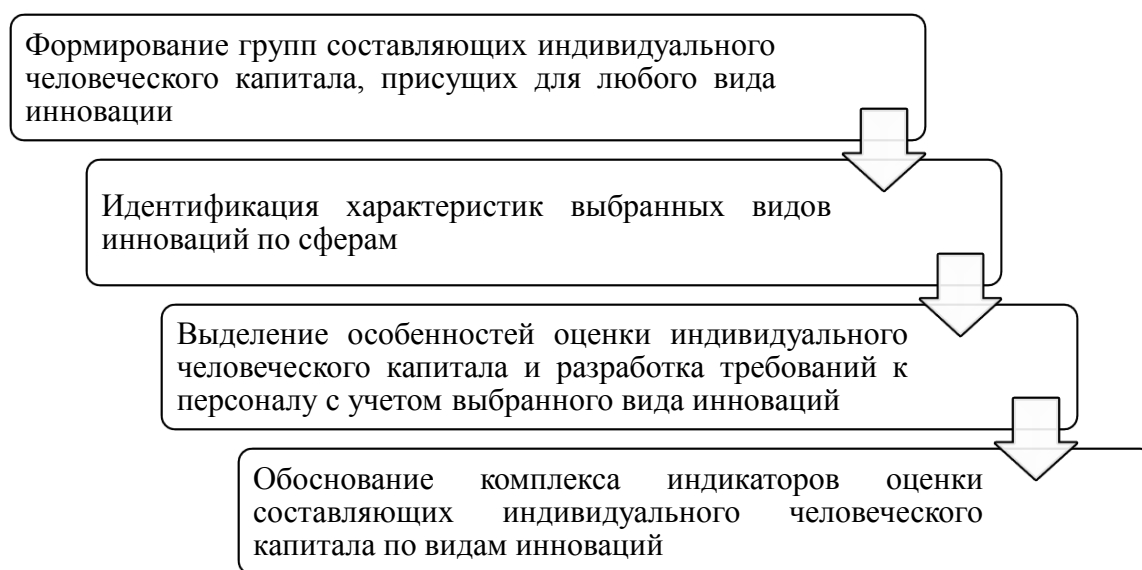 Формирование групп составляющих индивидуального
человеческого капитала, присущих для любого вида
инновации
Идентификация характеристик выбранных видов
инноваций по сферам
Выделение особенностей оценки индивидуального
человеческого капитала и разработка требований к
персоналу с учетом выбранного вида инноваций
Обоснование комплекса индикаторов оценки
составляющих индивидуального человеческого
капитала по видам инноваций